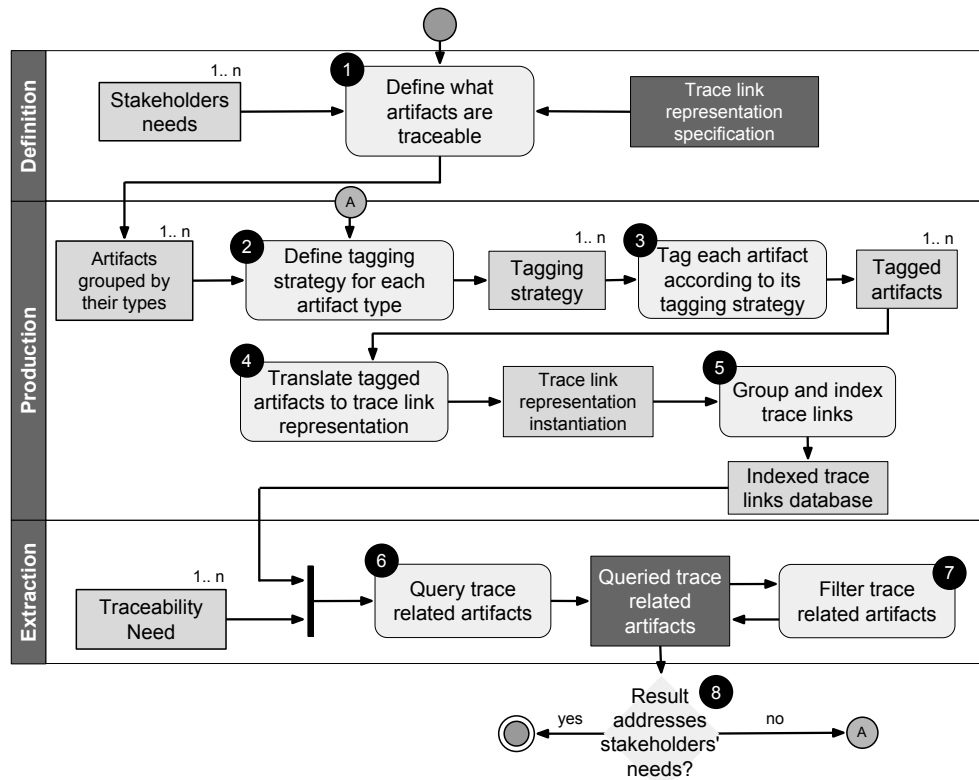 Definition
1.. n
Stakeholders
needs
1
Define what
artifacts are
traceable
Trace link
representation
specification
Production
A
1.. n
Artifacts
grouped by
their types
2
Define tagging
strategy for each
artifact type
1.. n
Tagging
strategy
3
Tag each artifact
according to its
tagging strategy
1.. n
Tagged
artifacts
4
Translate tagged
artifacts to trace link
representation
Trace link
representation
instantiation
5
Group and index
trace links
Indexed trace
links database
Extraction
1.. n
Traceability
Need
6
Query trace
related artifacts
Queried trace
related
artifacts
7
Filter trace
related artifacts
8
Result
addresses
stakeholders'
needs?
yes
no
A